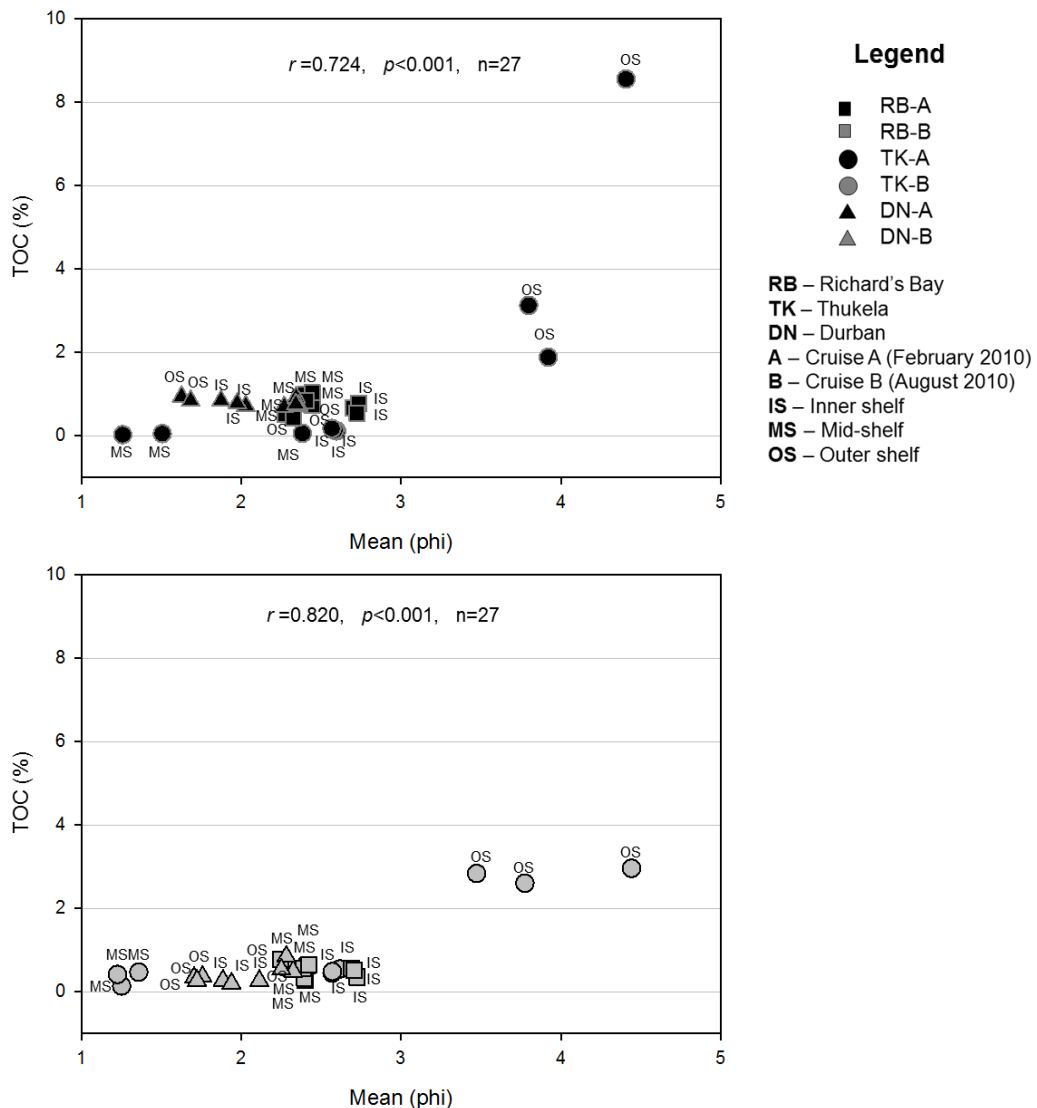 10
8
6
4
2
0
TOC (%)
r=0.724, p<0.001, n=27
OS
OS
OS
OS OS IS IS MS MS MS IS
MS MS IS
IS MS OS IS
OS OS
MS MS MS IS IS IS
1 2 3 4 5
Mean (phi)
10
8
6
4
2
0
TOC (%)
r=0.820, p<0.001, n=27
OS OS OS
MS MS
MSMS OS OS MS IS IS
OS IS IS IS IS
MS OS OS MS IS IS
MS MS
1 2 3 4 5
Mean (phi)
Legend
RB-A
RB-B
TK-A
TK-B
DN-A
DN-B
RB – Richard's Bay
TK – Thukela
DN – Durban
A – Cruise A (February 2010)
B – Cruise B (August 2010)
IS – Inner shelf
MS – Mid-shelf
OS – Outer shelf